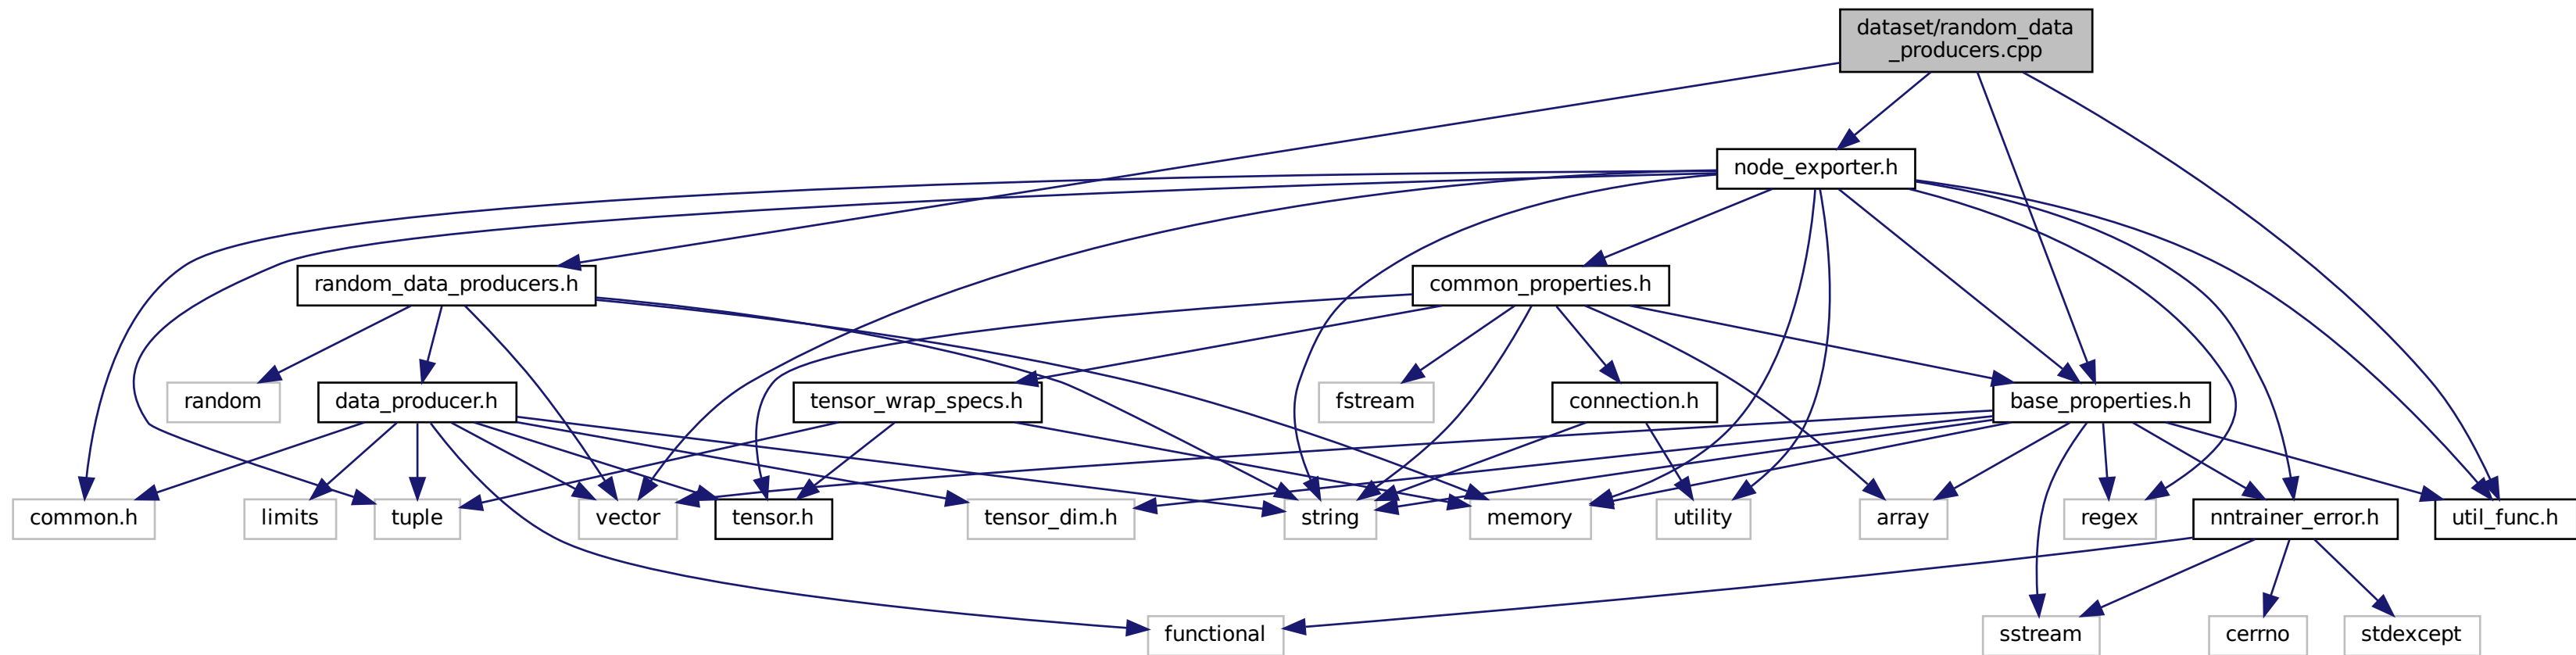 dataset/random_data
_producers.cpp
node_exporter.h
random_data_producers.h
common_properties.h
random
data_producer.h
tensor_wrap_specs.h
fstream
connection.h
base_properties.h
common.h
limits
tuple
vector
tensor.h
tensor_dim.h
string
memory
utility
array
regex
nntrainer_error.h
util_func.h
functional
sstream
cerrno
stdexcept